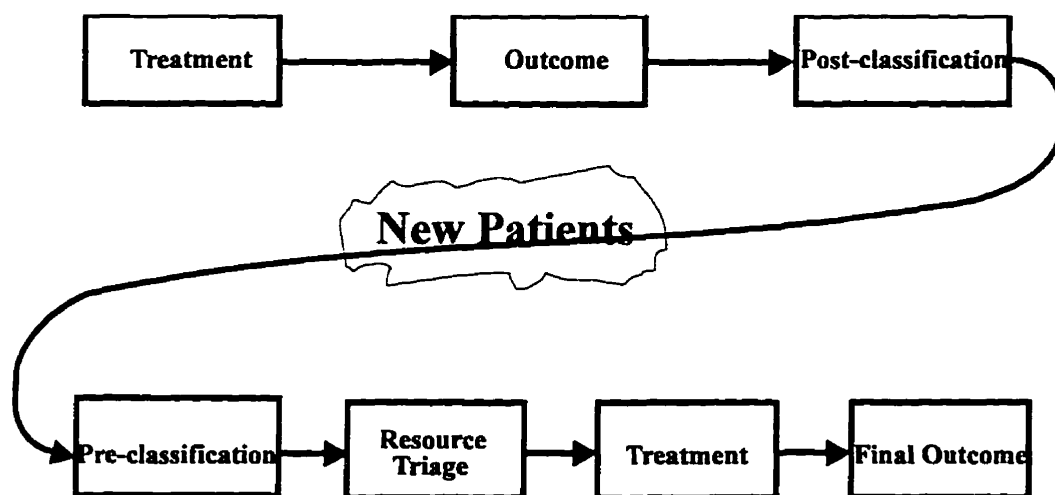 Treatment
Outcome
Post-classification
New Patients
Pre-classification
Resource
Triage
Treatment
Final Outcome